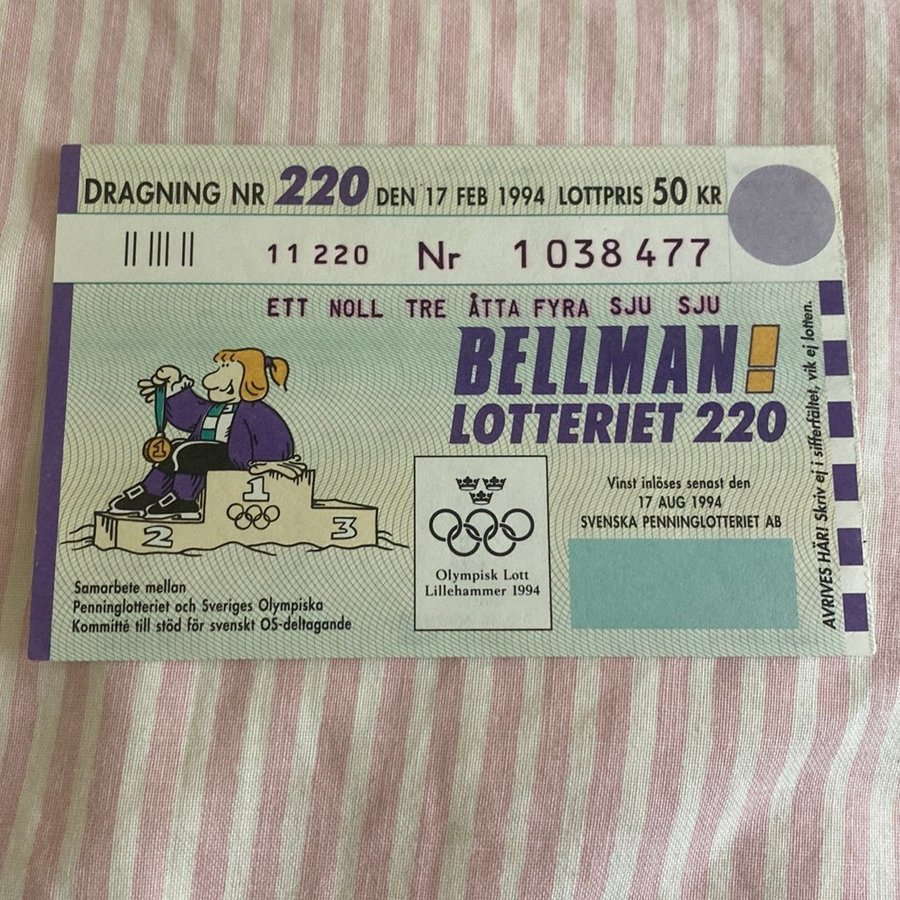 DRAGNING NR 220 DEN 17 FEB 1994 LOTTPRIS 50 KR
11 220 Nr 1 038 477
ETT NOLL TRE ÅTTA FYRA SJU SJU
BELLMAN!
LOTTERIET 220
1
1
2
3
Olympisk Lott
Lillehammer 1994
Vinst inlöses senast den
17 AUG 1994
SVENSKA PENNINGLOTTERIET AB
Samarbete mellan
Penninglotteriet och Sveriges Olympiska
Kommitté till stöd för svenskt OS-deltagande
AVRIVES HÄR! Skriv ej i sifferfältet, vik ej lotten.